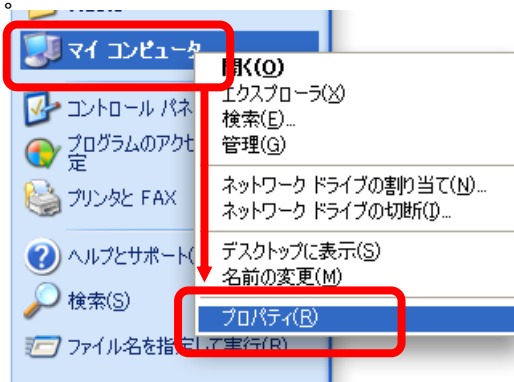 。
マイ コンピュータ
コントロール パネ
プログラムのアクセ
定
プリンタと FAX
ヘルプとサポート(
検索(S)
ファイル名を指定して実行(R)...
開く(O)
エクスプローラ(X)
検索(E)...
管理(G)
ネットワーク ドライブの割り当て(N)...
ネットワーク ドライブの切断(I)...
デスクトップに表示(S)
名前の変更(M)
プロパティ(R)